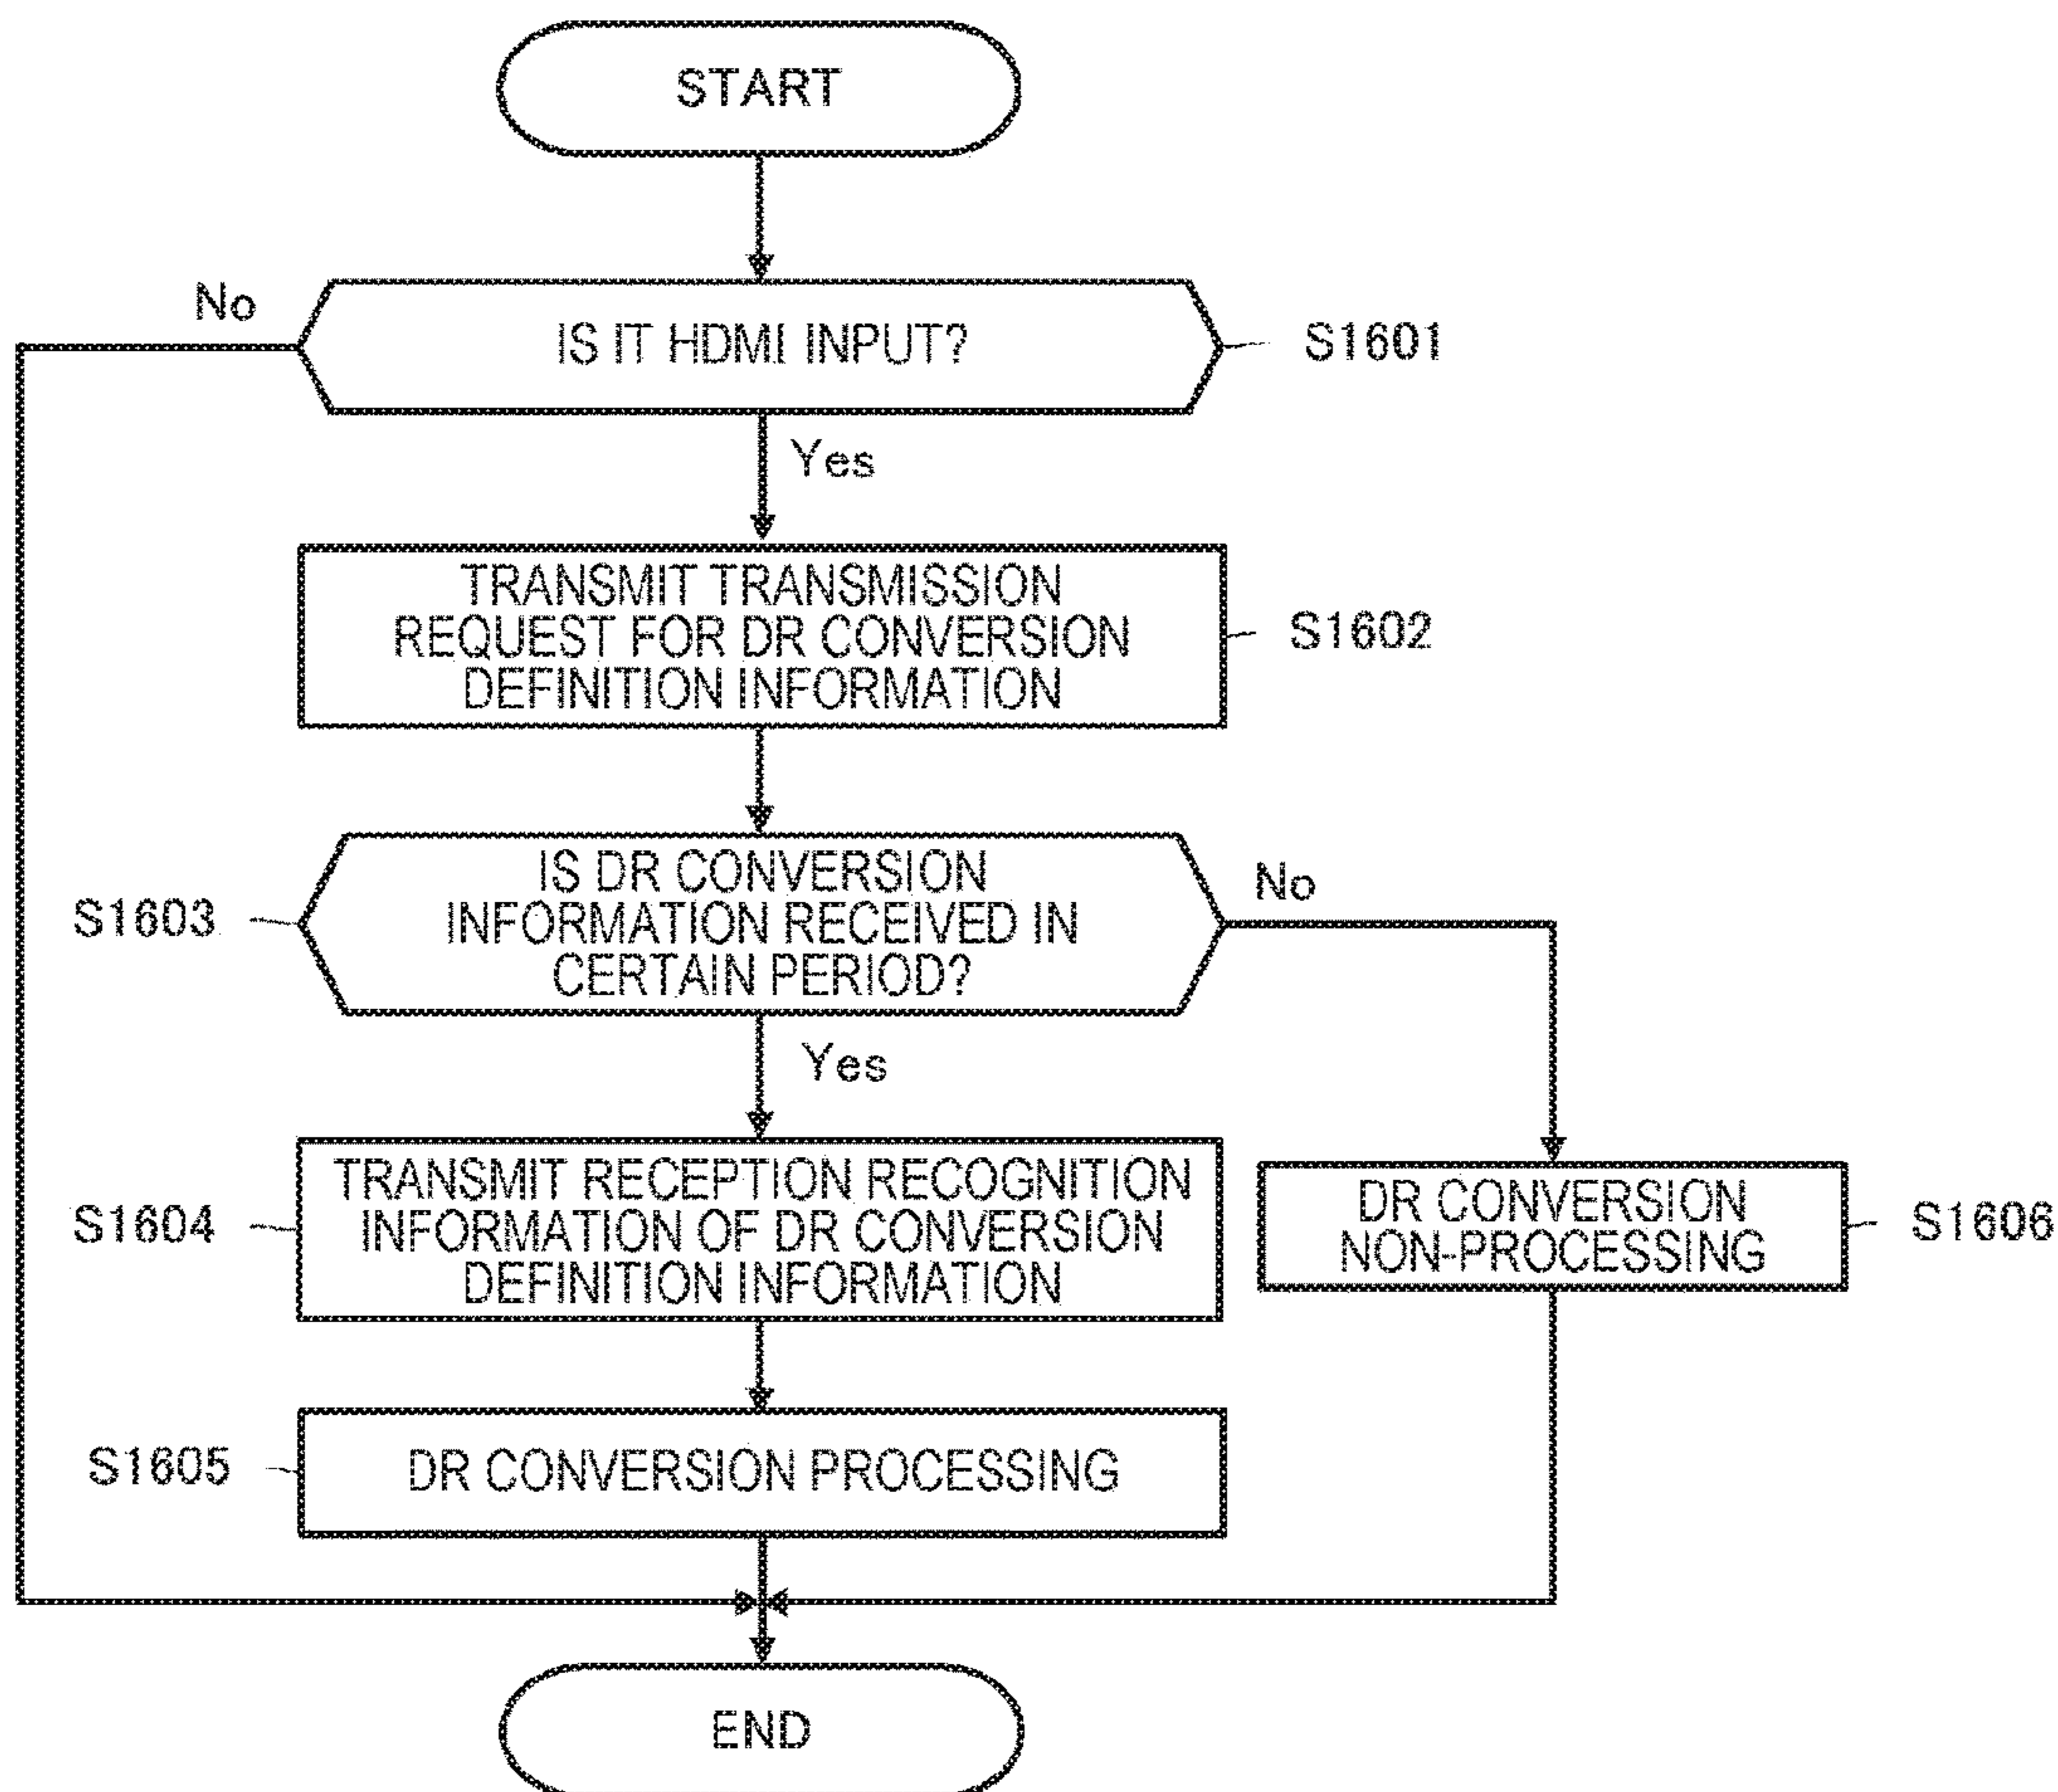 START
No
IS IT HDMI INPUT?
S1601
Yes
TRANSMIT TRANSMISSION
REQUEST FOR DR CONVERSION
DEFINITION INFORMATION
S1602
IS DR CONVERSION
INFORMATION RECEIVED IN
CERTAIN PERIOD?
S1603
No
Yes
TRANSMIT RECEPTION RECOGNITION
INFORMATION OF DR CONVERSION
DEFINITION INFORMATION
S1604
DR CONVERSION
NON-PROCESSING
S1606
S1605
DR CONVERSION PROCESSING
END